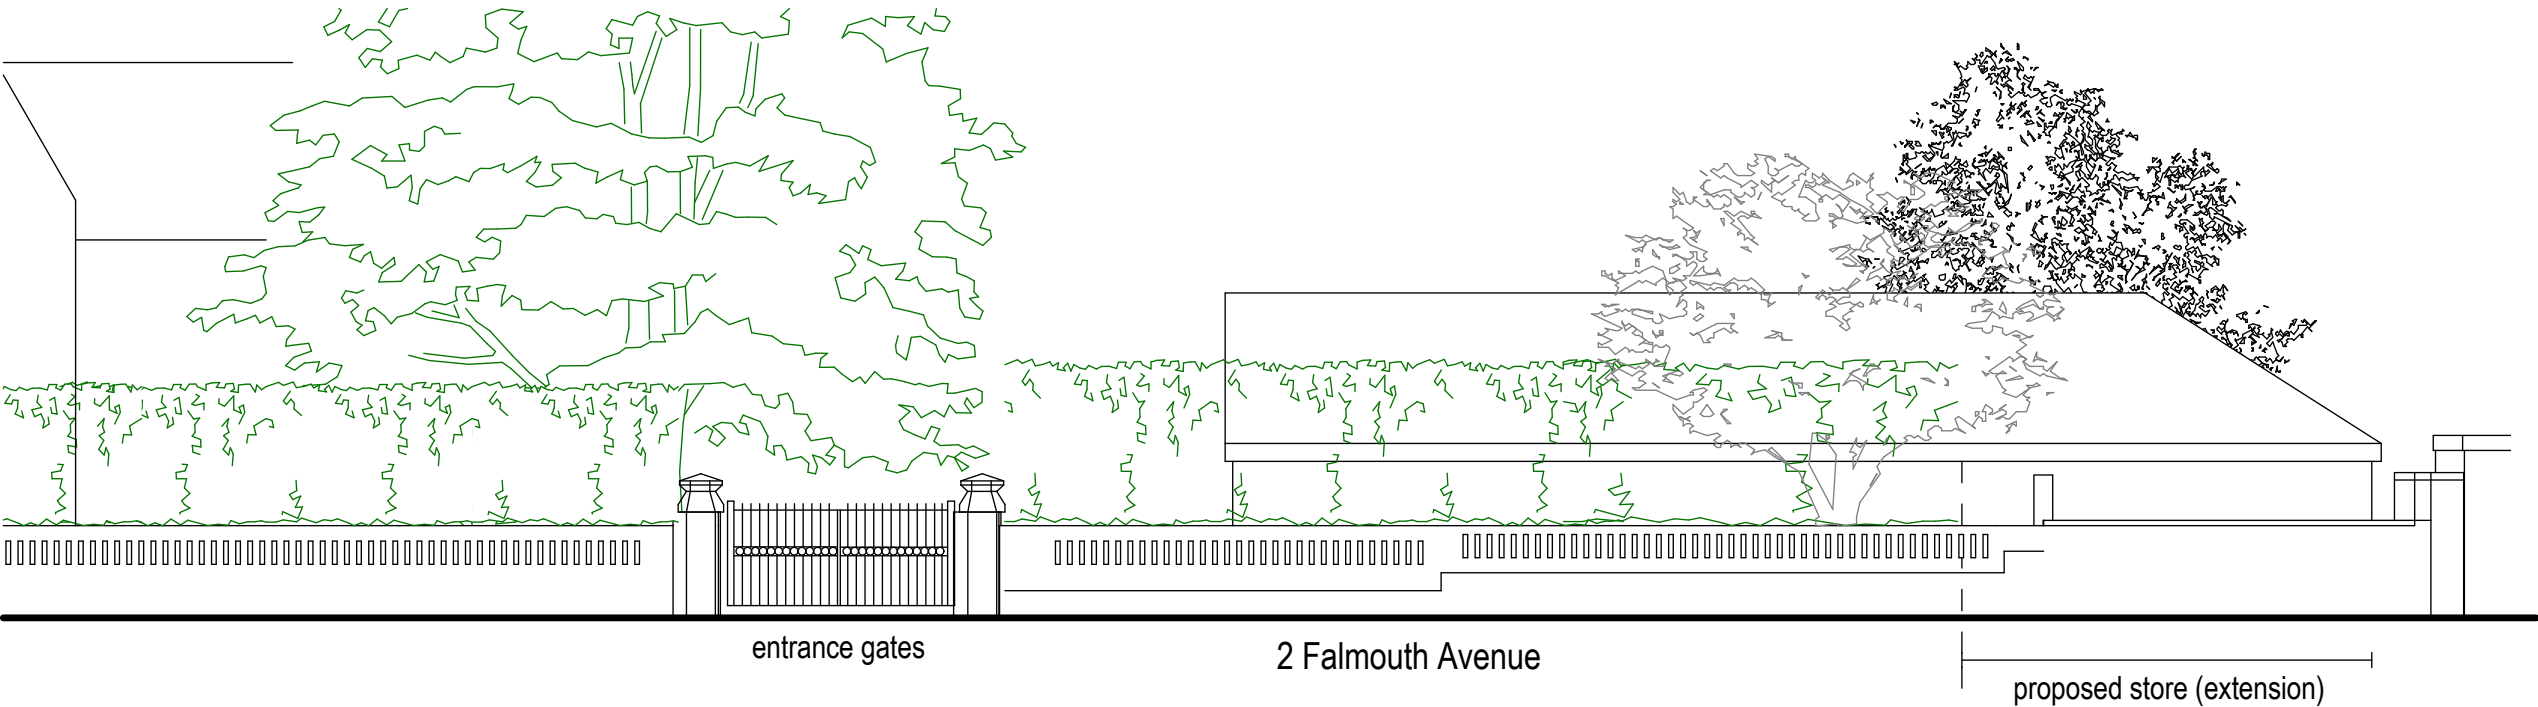 entrance gates
2 Falmouth Avenue
proposed store (extension)